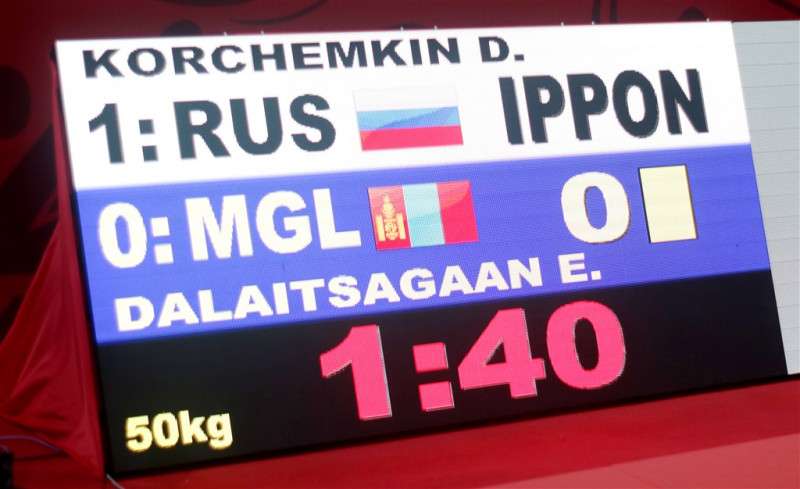 KORCHEMKIN D.
1:RUS IPPON
0:MGL 0
DALAITSAGAAN E.
1:40
50kg